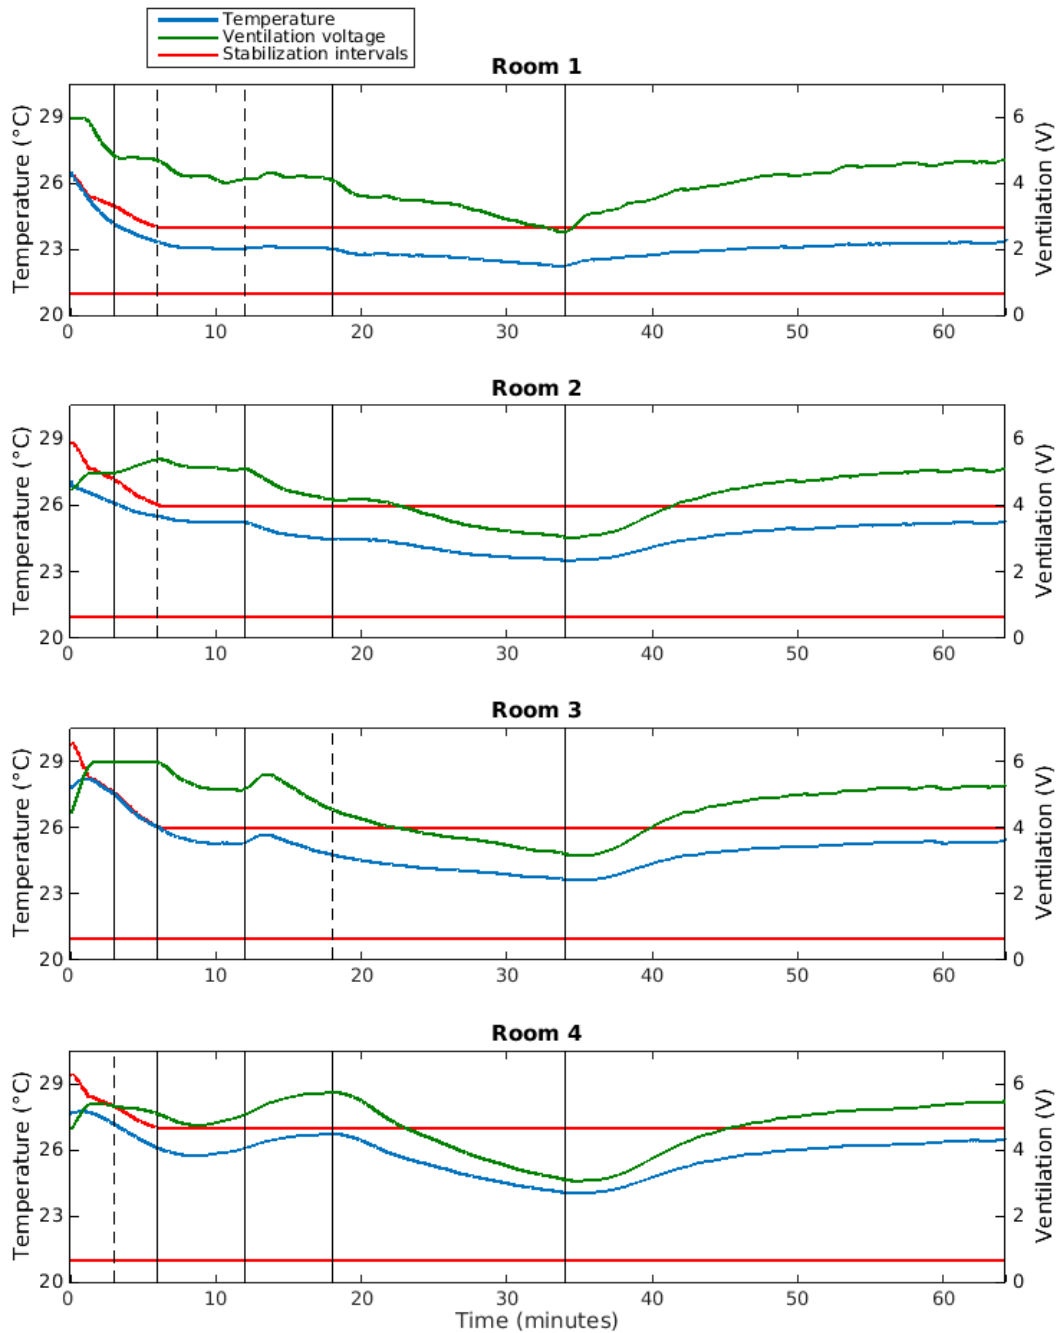 Temperature
Ventilation voltage
Stabilization intervals
Room 1
Temperature (°C)
29
26
23
20
6
4
2
0
Ventilation (V)
0 10 20 30 40 50 60
Room 2
Temperature (°C)
29
26
23
20
6
4
2
0
Ventilation (V)
0 10 20 30 40 50 60
Room 3
Temperature (°C)
29
26
23
20
6
4
2
0
Ventilation (V)
0 10 20 30 40 50 60
Room 4
Temperature (°C)
29
26
23
20
6
4
2
0
Ventilation (V)
0 10 20 30 40 50 60
Time (minutes)